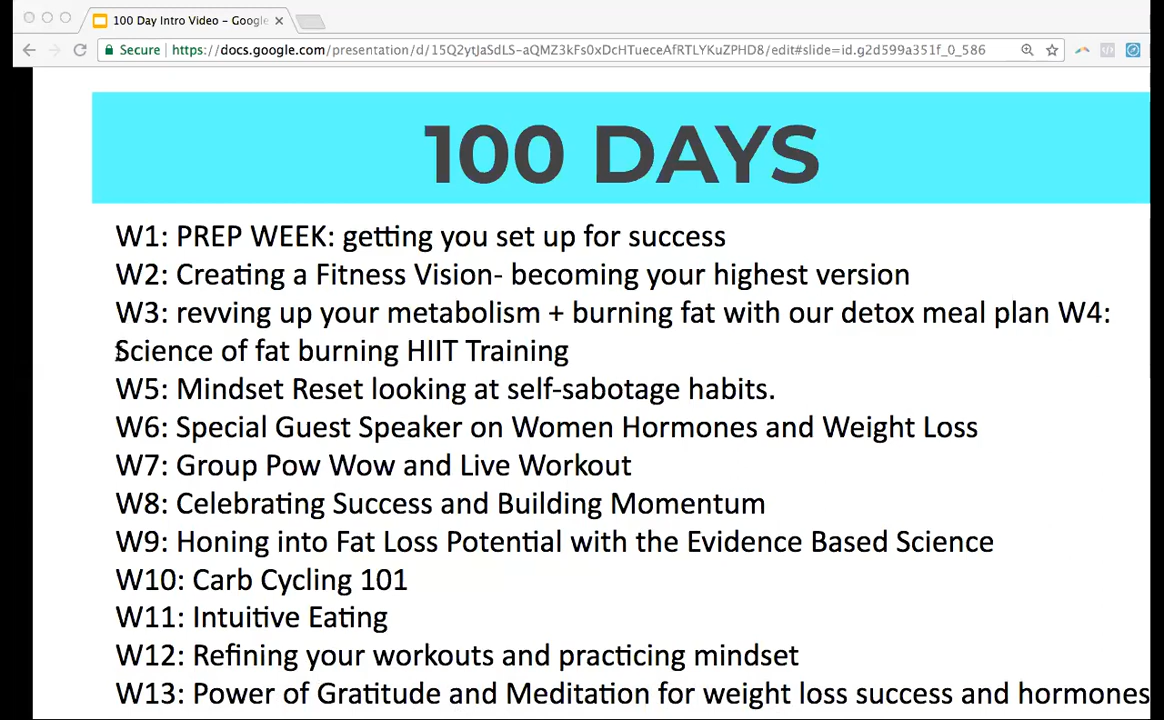 100 Day Intro Video - Google
Secure https://docs.google.com/presentation/d/15Q2ytJaSdLS-aQMZ3kFs0xDcHTueceAfRTLYKuZPHD8/edit#slide=id.g2d599a351f_0_586
100 DAYS
W1: PREP WEEK: getting you set up for success
W2: Creating a Fitness Vision- becoming your highest version
W3: revving up your metabolism + burning fat with our detox meal plan W4:
Science of fat burning HIIT Training
W5: Mindset Reset looking at self-sabotage habits.
W6: Special Guest Speaker on Women Hormones and Weight Loss
W7: Group Pow Wow and Live Workout
W8: Celebrating Success and Building Momentum
W9: Honing into Fat Loss Potential with the Evidence Based Science
W10: Carb Cycling 101
W11: Intuitive Eating
W12: Refining your workouts and practicing mindset
W13: Power of Gratitude and Meditation for weight loss success and hormones